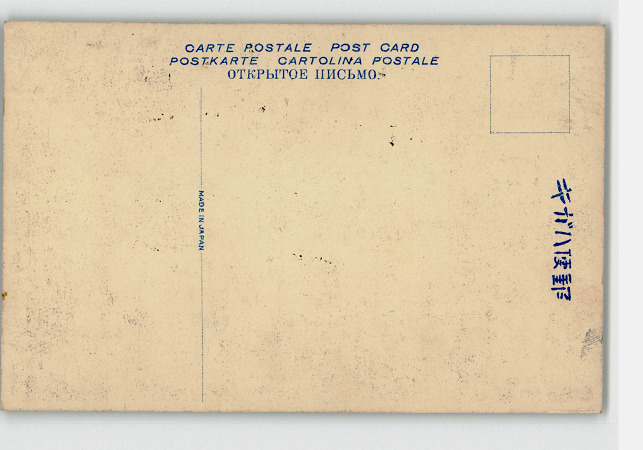 CARTE POSTALE POST CARD
POSTKARTE CARTOLINA POSTALE
ОТКРЫТОЕ ПИСЬМО.
MADE IN JAPAN
郵便ハガキ